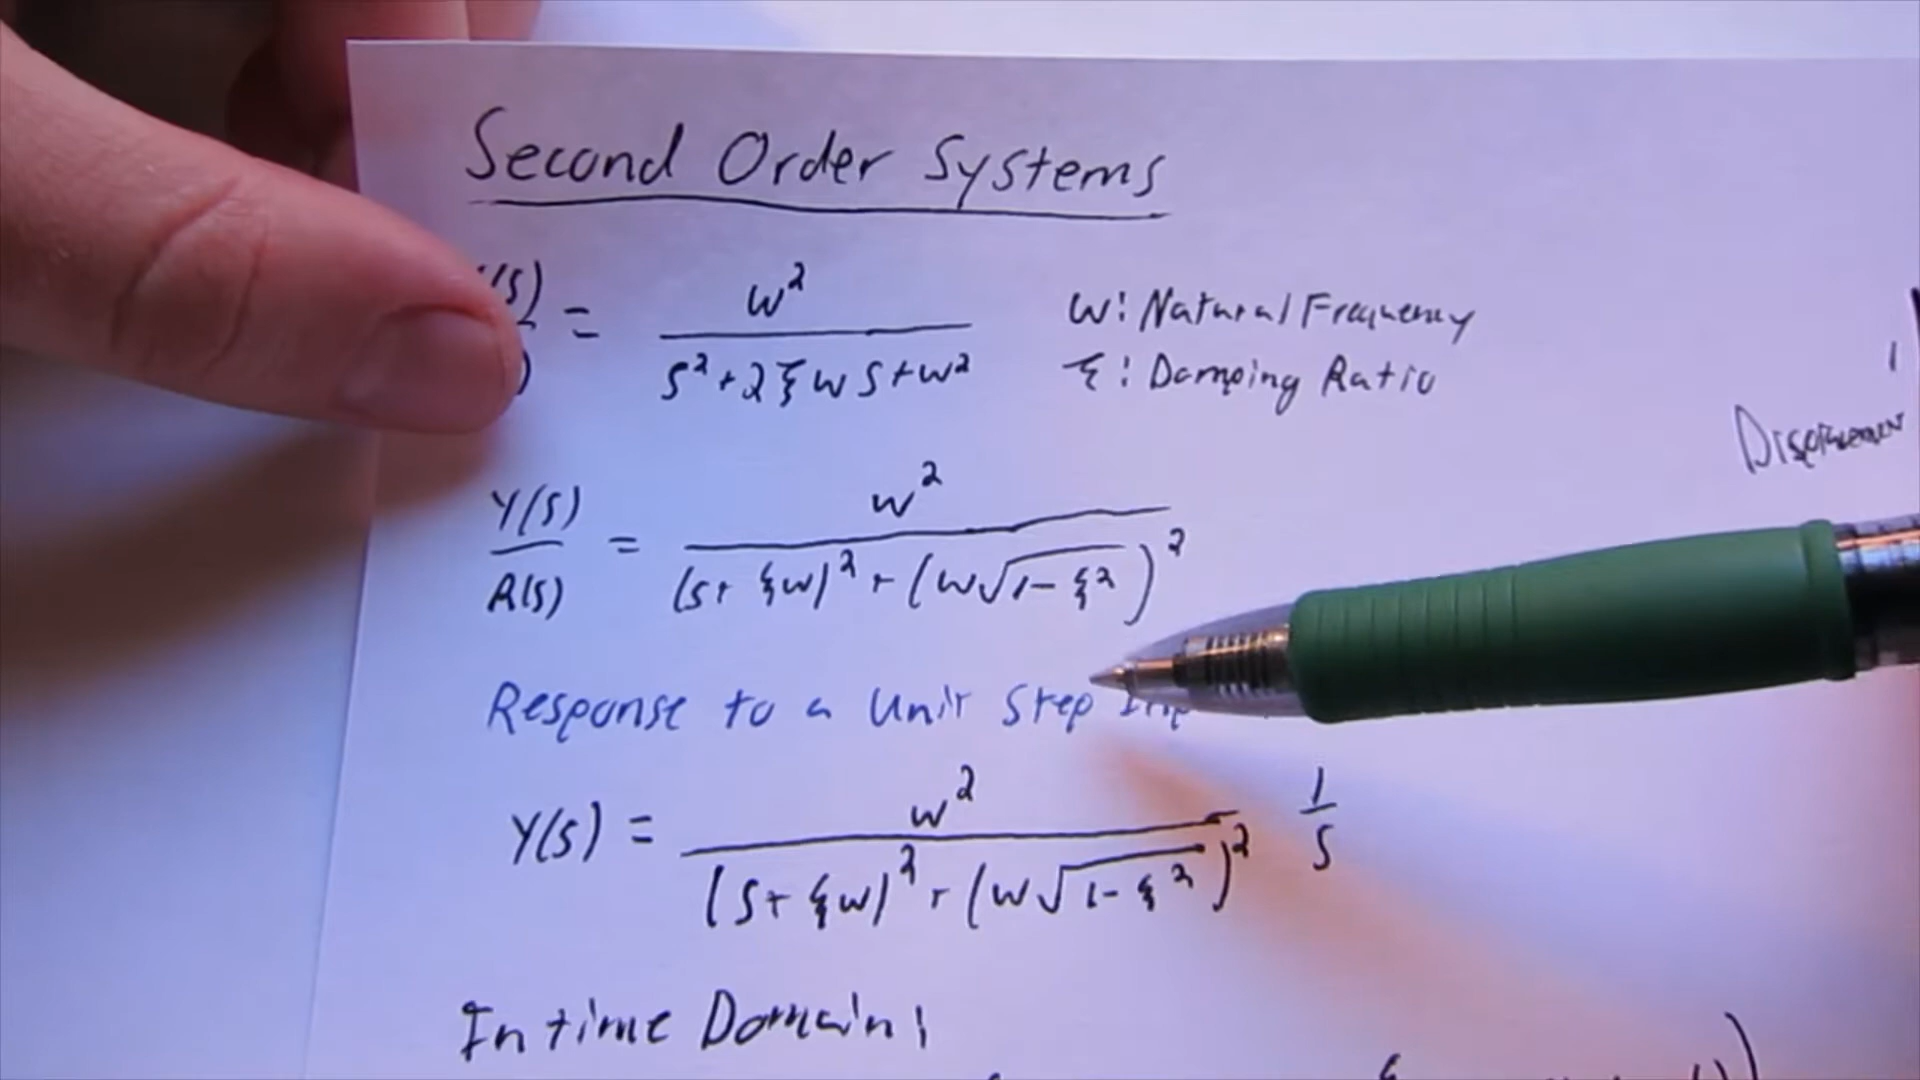 Second Order Systems
= w² / (s² + 2ξws + w²)
w: Natural Frequency
ξ: Damping Ratio
Y(s)/R(s) = w² / ((s + ξw)² + (w√(1-ξ²))²)
Response to a Unit Step
Y(s) = w² / ((s + ξw)² + (w√(1-ξ²))²) 1/s
In time Domain: